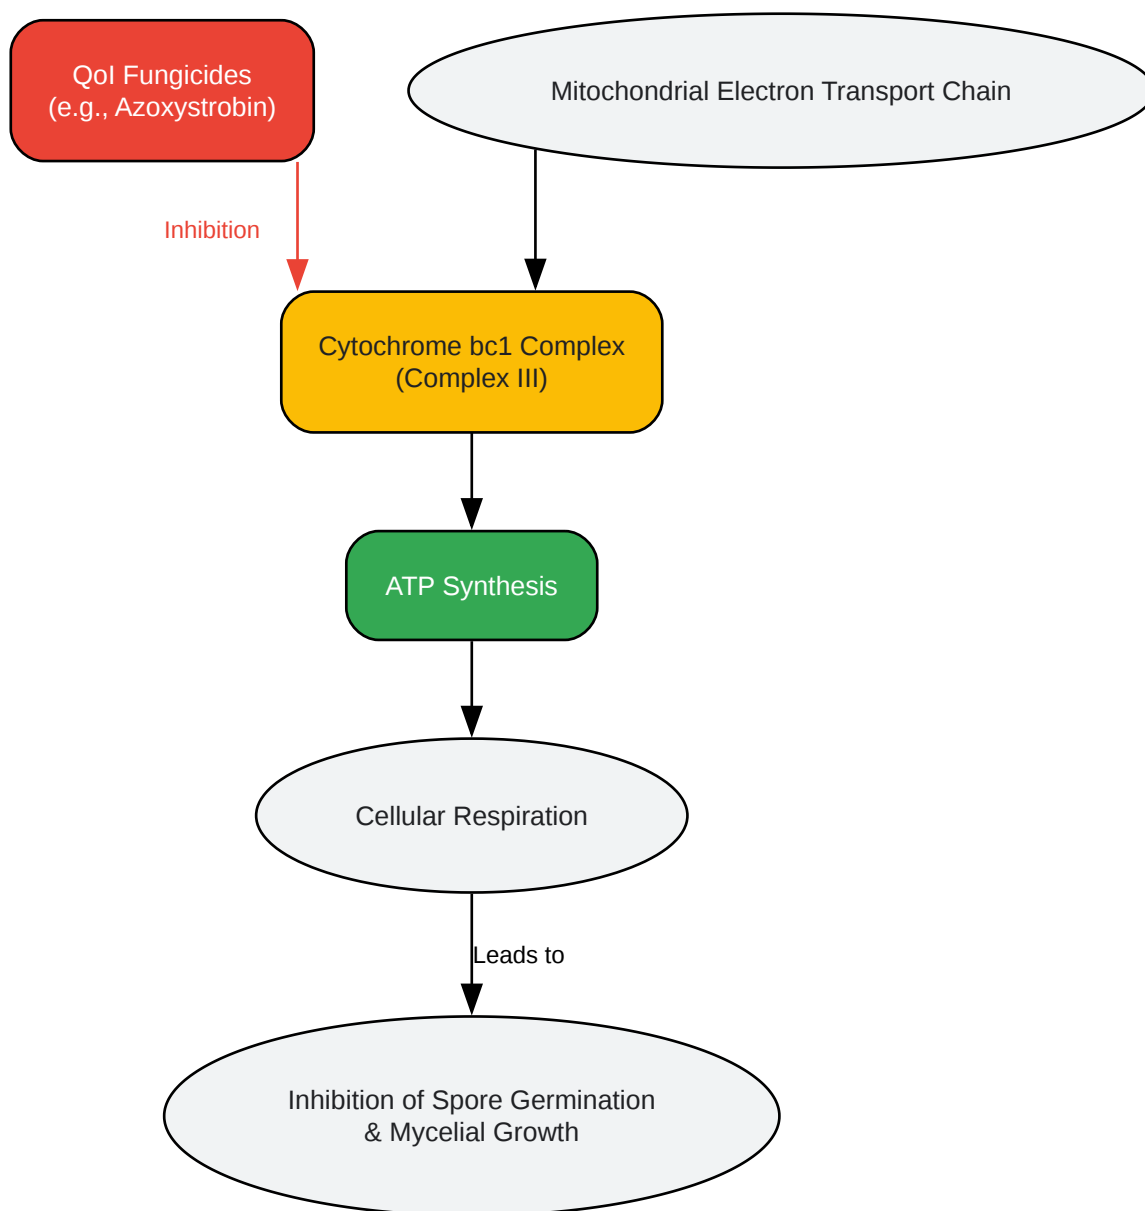 QoI Fungicides
(e.g., Azoxystrobin)
Mitochondrial Electron Transport Chain
Inhibition
Cytochrome bc1 Complex
(Complex III)
ATP Synthesis
Cellular Respiration
Leads to
Inhibition of Spore Germination
& Mycelial Growth